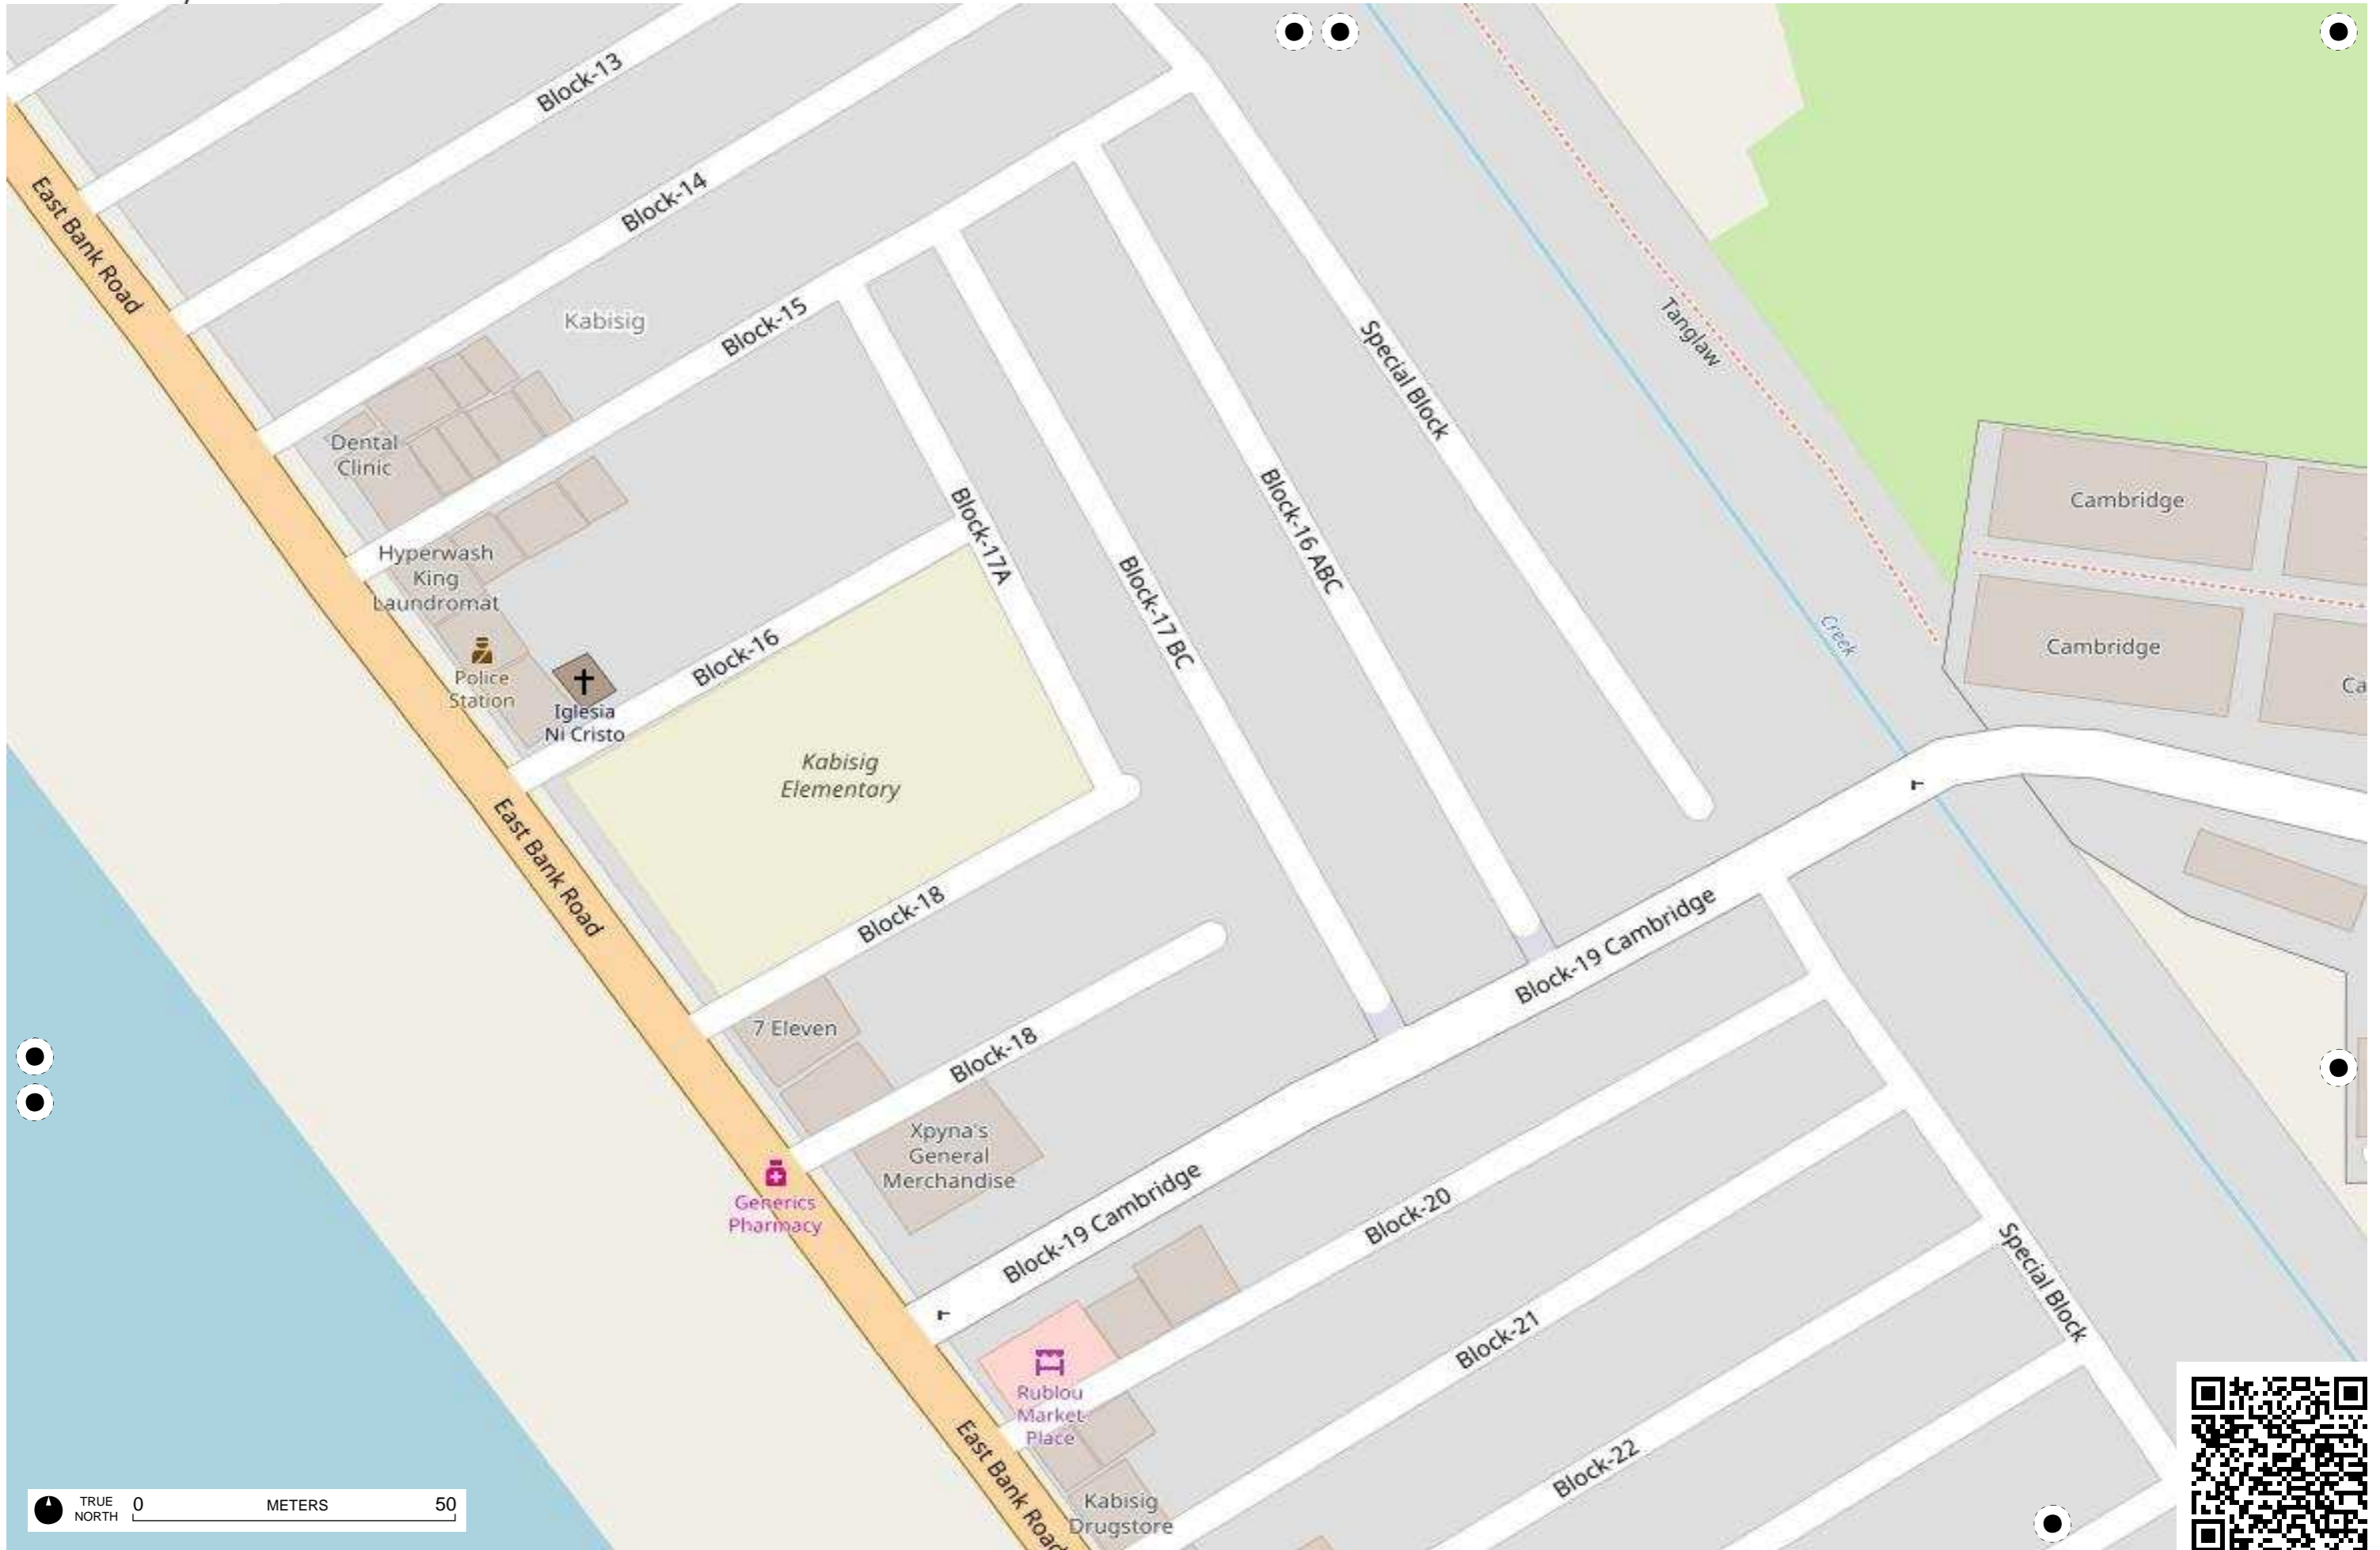 Block-13
Block-14
East Bank Road
Kabisig
Block-15
Special Block
Tanglaw
Dental
Clinic
Cambridge
Block-17A
Block-16 ABC
Hyperwash
King
Laundromat
Block-17 BC
Creek
Cambridge
Block-16
Police
Station
Iglesia
Ni Cristo
Ca
Kabisig
Elementary
East Bank Road
Block-18
Block-19 Cambridge
7 Eleven
Block-18
Xpyna's
General
Merchandise
Generics
Pharmacy
Block-19 Cambridge
Block-20
Special Block
Block-21
Rublou
Market
Place
East Bank Road
Block-22
Kabisig
Drugstore
TRUE
NORTH
0
METERS
50